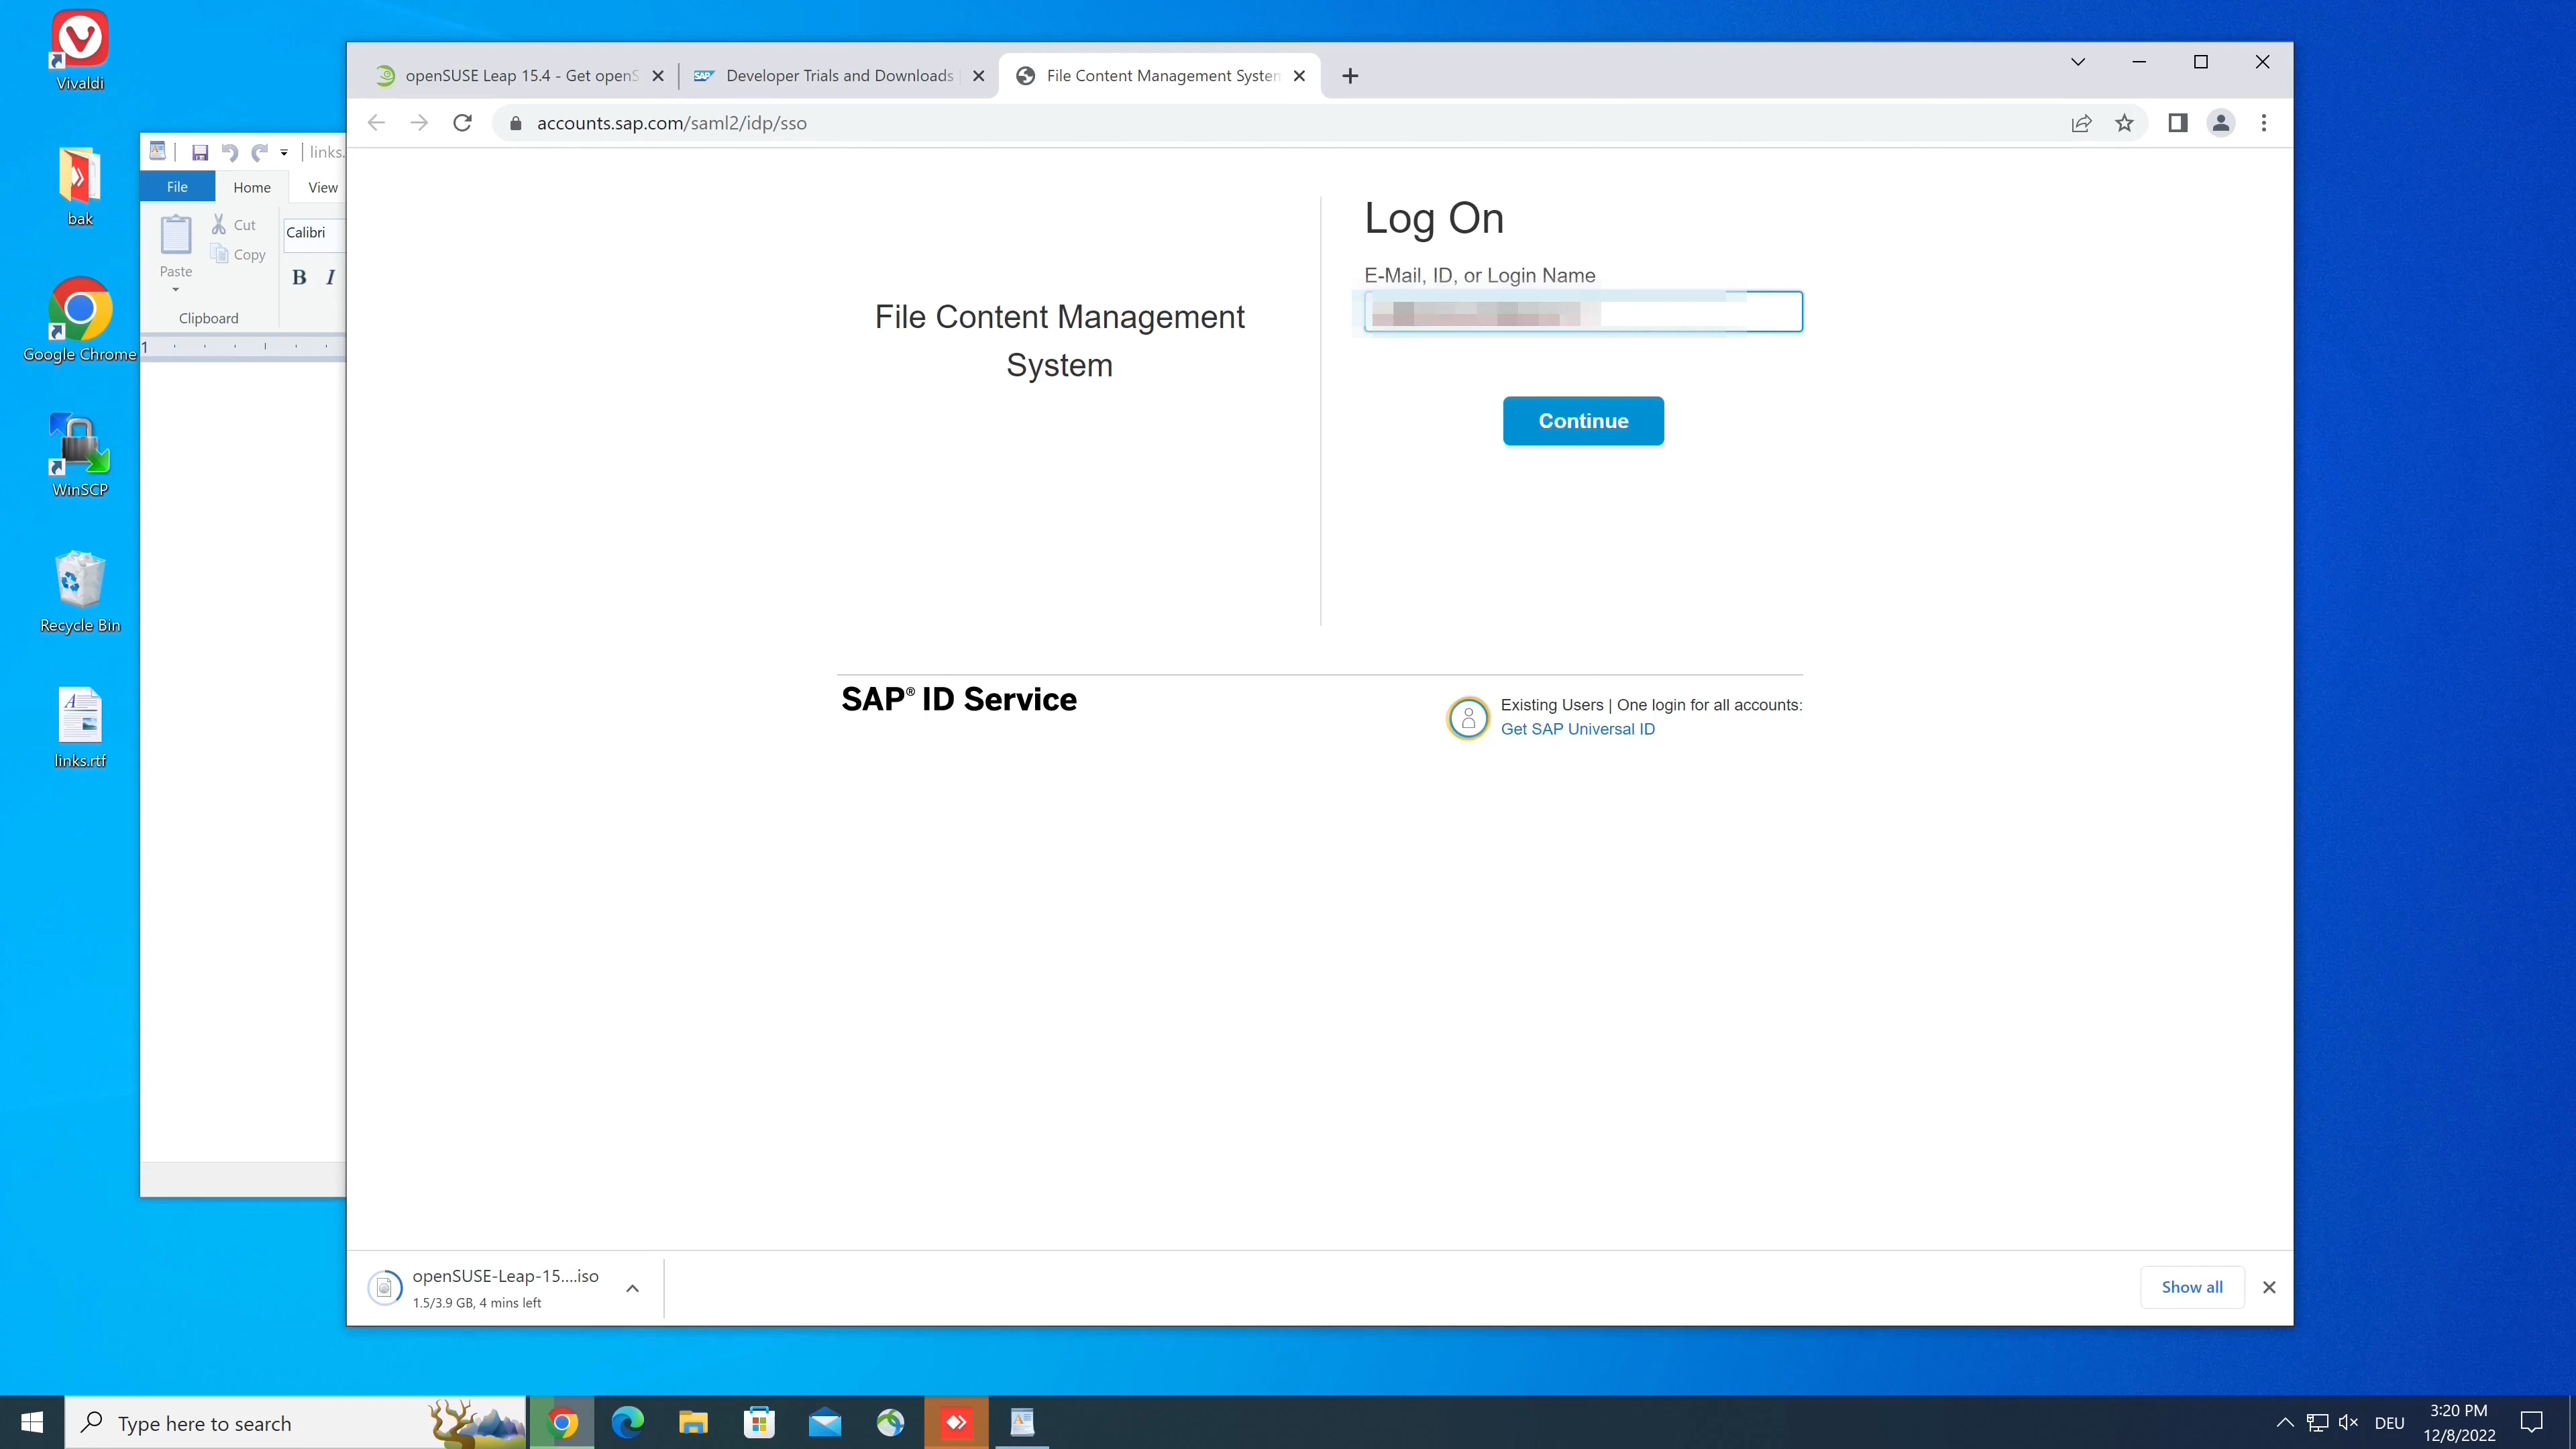 Vivaldi
bak
Google Chrome
WinSCP
Recycle Bin
links.rtf
links.
File
Home
View
Paste
Cut
Copy
Clipboard
Calibri
B I
1
openSUSE Leap 15.4 - Get openS
SAP
Developer Trials and Downloads
File Content Management System
accounts.sap.com/saml2/idp/sso
File Content Management
System
Log On
E-Mail, ID, or Login Name
Continue
SAP® ID Service
Existing Users | One login for all accounts:
Get SAP Universal ID
openSUSE-Leap-15....iso
1.5/3.9 GB, 4 mins left
Show all
Type here to search
DEU
3:20 PM
12/8/2022